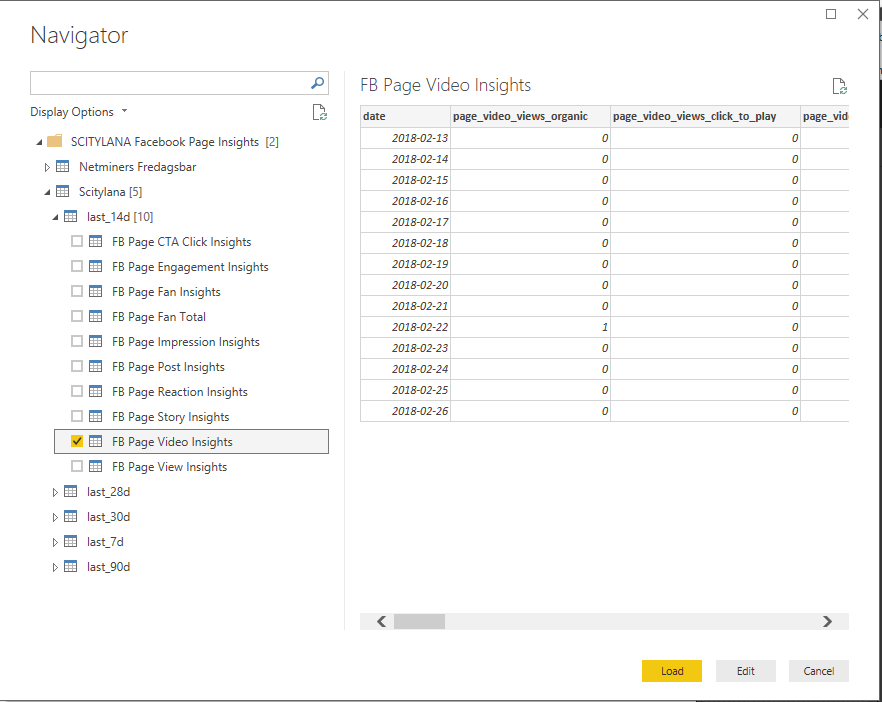 Navigator
Display Options
SCITYLANA Facebook Page Insights [2]
Netminers Fredagsbar
Scitylana [5]
last_14d [10]
FB Page CTA Click Insights
FB Page Engagement Insights
FB Page Fan Insights
FB Page Fan Total
FB Page Impression Insights
FB Page Post Insights
FB Page Reaction Insights
FB Page Story Insights
FB Page Video Insights
FB Page View Insights
last_28d
last_30d
last_7d
last_90d
FB Page Video Insights
date page_video_views_organic page_video_views_click_to_play page_vid
2018-02-13 0 0
2018-02-14 0 0
2018-02-15 0 0
2018-02-16 0 0
2018-02-17 0 0
2018-02-18 0 0
2018-02-19 0 0
2018-02-20 0 0
2018-02-21 0 0
2018-02-22 1 0
2018-02-23 0 0
2018-02-24 0 0
2018-02-25 0 0
2018-02-26 0 0
Load Edit Cancel